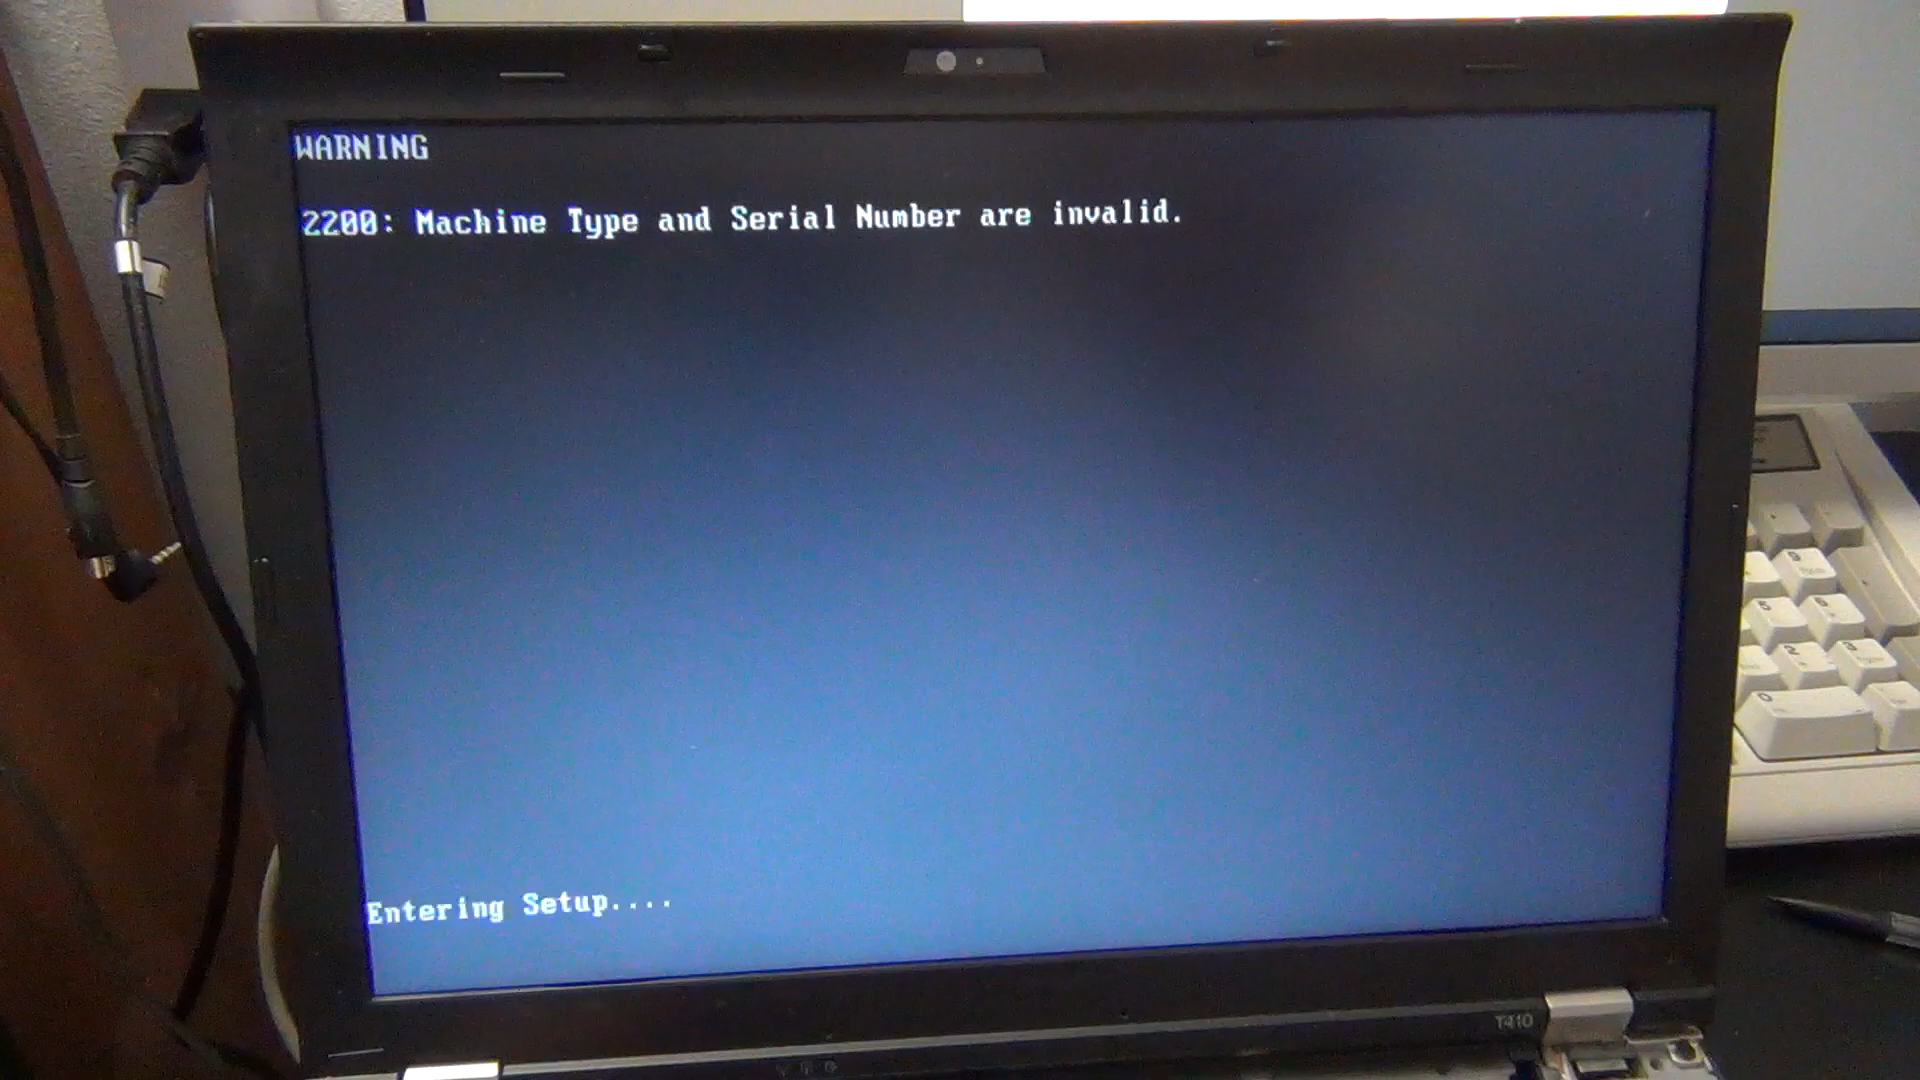 WARNING
2200: Machine Type and Serial Number are invalid.
Entering Setup....
T410